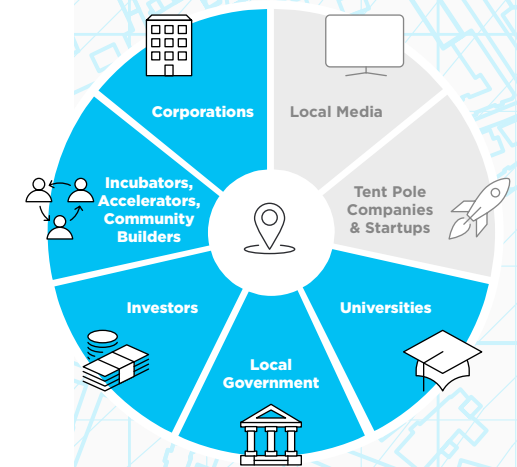 Corporations
Local Media
Incubators,
Accelerators,
Community
Builders
Tent Pole
Companies
& Startups
Investors
Universities
Local
Government